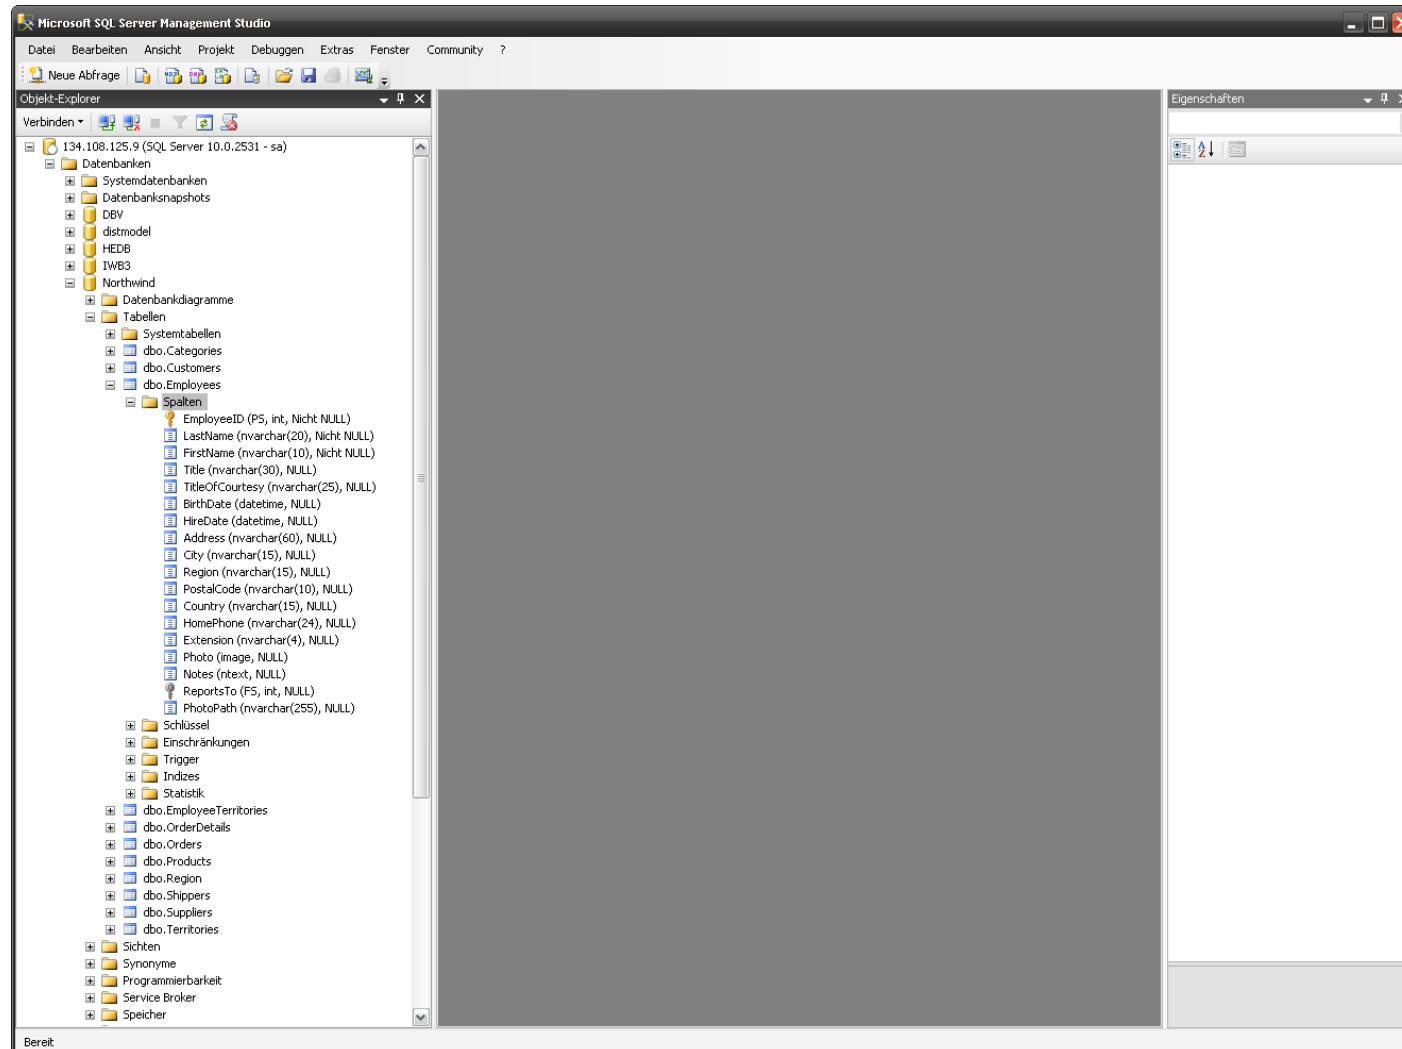 Microsoft SQL Server Management Studio
Datei Bearbeiten Ansicht Projekt Debuggen Extras Fenster Community ?
Neue Abfrage
Objekt-Explorer
Verbinden
134.108.125.9 (SQL Server 10.0.2531 - sa)
Datenbanken
Systemdatenbanken
Datenbanksnapshots
DBV
distmodel
HEDB
IWB3
Northwind
Datenbankdiagramme
Tabellen
Systemtabellen
dbo.Categories
dbo.Customers
dbo.Employees
Spalten
EmployeeID (PS, int, Nicht NULL)
LastName (nvarchar(20), Nicht NULL)
FirstName (nvarchar(10), Nicht NULL)
Title (nvarchar(30), NULL)
TitleOfCourtesy (nvarchar(25), NULL)
BirthDate (datetime, NULL)
HireDate (datetime, NULL)
Address (nvarchar(60), NULL)
City (nvarchar(15), NULL)
Region (nvarchar(15), NULL)
PostalCode (nvarchar(10), NULL)
Country (nvarchar(15), NULL)
HomePhone (nvarchar(24), NULL)
Extension (nvarchar(4), NULL)
Photo (image, NULL)
Notes (ntext, NULL)
ReportsTo (FS, int, NULL)
PhotoPath (nvarchar(255), NULL)
Schlüssel
Einschränkungen
Trigger
Indizes
Statistik
dbo.EmployeeTerritories
dbo.OrderDetails
dbo.Orders
dbo.Products
dbo.Region
dbo.Shippers
dbo.Suppliers
dbo.Territories
Sichten
Synonyme
Programmierbarkeit
Service Broker
Speicher
Eigenschaften
Bereit